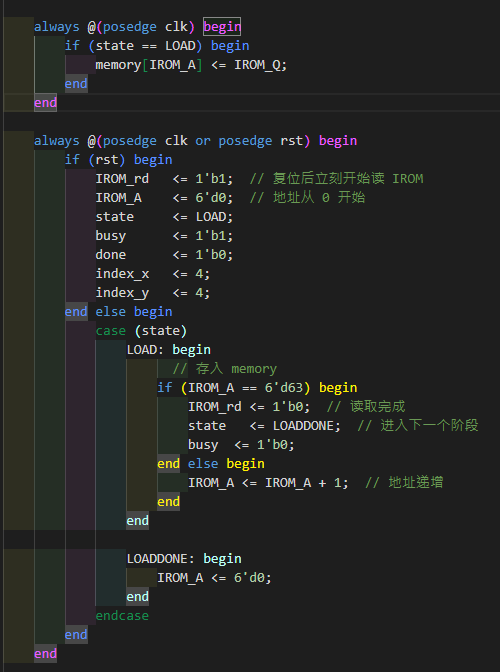 always @(posedge clk) begin
if (state == LOAD) begin
memory[IROM_A] <= IROM_Q;
end
end
always @(posedge clk or posedge rst) begin
if (rst) begin
IROM_rd <= 1'b1; // 复位后立刻开始读 IROM
IROM_A <= 6'd0; // 地址从 0 开始
state <= LOAD;
busy <= 1'b1;
done <= 1'b0;
index_x <= 4;
index_y <= 4;
end else begin
case (state)
LOAD: begin
// 存入 memory
if (IROM_A == 6'd63) begin
IROM_rd <= 1'b0; // 读取完成
state <= LOADDONE; // 进入下一个阶段
busy <= 1'b0;
end else begin
IROM_A <= IROM_A + 1; // 地址递增
end
end
LOADDONE: begin
IROM_A <= 6'd0;
end
endcase
end
end